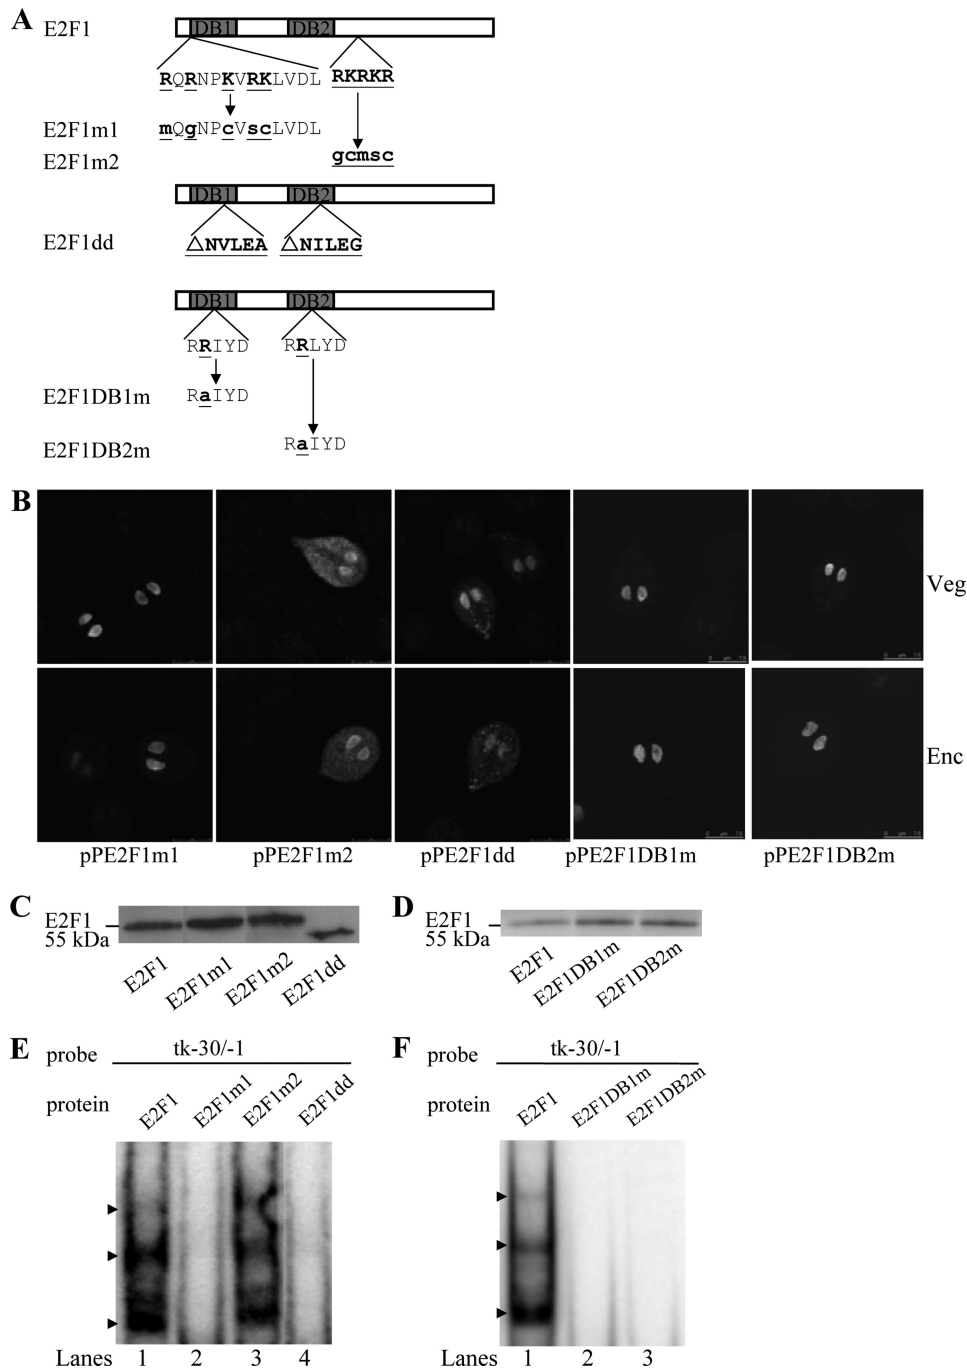 A
E2F1
DB1 DB2
RQRNPKVRKLVDL RKRKR
E2F1m1 mQgNPcVscLVDL
E2F1m2 gcmsc
DB1 DB2
E2F1dd △NVLEA △NILEG
DB1 DB2
RRIYD RRLYD
E2F1DB1m RaIYD
E2F1DB2m RaIYD
B
Veg
Enc
pPE2F1m1 pPE2F1m2 pPE2F1dd pPE2F1DB1m pPE2F1DB2m
C
E2F1
55 kDa
E2F1 E2F1m1 E2F1m2 E2F1dd
D
E2F1
55 kDa
E2F1 E2F1DB1m E2F1DB2m
E
probe tk-30/-1
protein E2F1 E2F1m1 E2F1m2 E2F1dd
Lanes 1 2 3 4
F
probe tk-30/-1
protein E2F1 E2F1DB1m E2F1DB2m
Lanes 1 2 3